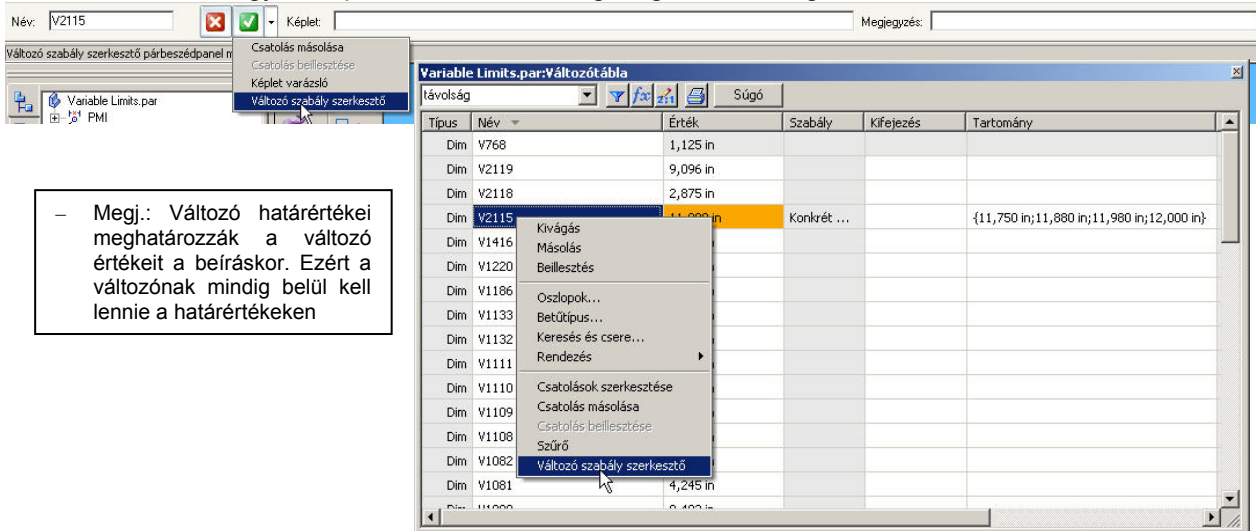 Név: V2115 Képlet: Megjegyzés:
Változó szabály szerkesztő párbeszédpanel
Csatolás másolása
Csatolás beillesztése
Képlet varázsló
Változó szabály szerkesztő
Variable Limits.par
PMI
– Megj.: Változó határértékei
meghatározzák a változó
értékeit a beíráskor. Ezért a
változónak mindig belül kell
lennie a határértékeken
Variable Limits.par:Változótábla
távolság fx Súgó
Típus Név Érték Szabály Kifejezés Tartomány
Dim V768 1,125 in
Dim V2119 9,096 in
Dim V2118 2,875 in
Dim V2115 in Konkrét ... {11,750 in;11,880 in;11,980 in;12,000 in}
Dim V1416
Dim V1220
Dim V1186
Dim V1133
Dim V1132
Dim V1111
Dim V1110
Dim V1109
Dim V1108
Dim V1082
Dim V1081 4,245 in
Kivágás
Másolás
Beillesztés
Oszlopok...
Betűtípus...
Keresés és csere...
Rendezés
Csatolások szerkesztése
Csatolás másolása
Csatolás beillesztése
Szűrő
Változó szabály szerkesztő